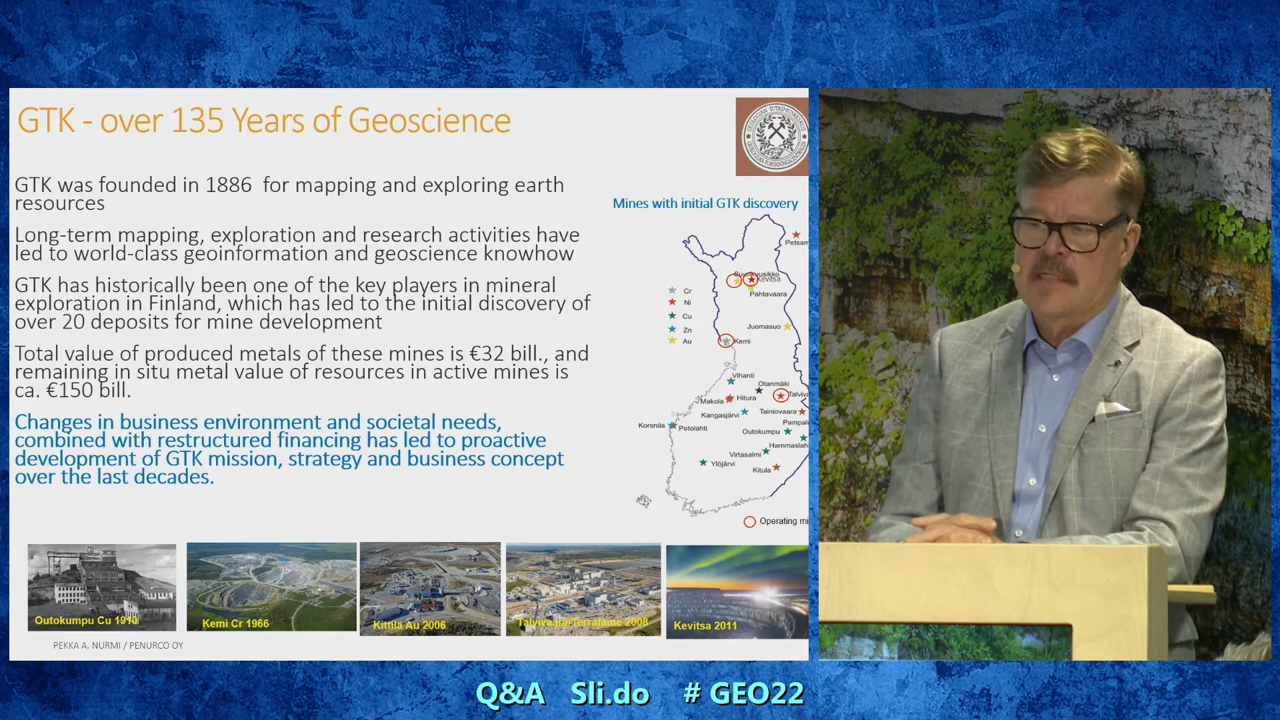 GTK - over 135 Years of Geoscience
GTK was founded in 1886 for mapping and exploring earth
resources
Long-term mapping, exploration and research activities have
led to world-class geoinformation and geoscience knowhow
GTK has historically been one of the key players in mineral
exploration in Finland, which has led to the initial discovery of
over 20 deposits for mine development
Total value of produced metals of these mines is €32 bill., and
remaining in situ metal value of resources in active mines is
ca. €150 bill.
Changes in business environment and societal needs,
combined with restructured financing has led to proactive
development of GTK mission, strategy and business concept
over the last decades.
Mines with initial GTK discovery
Petsam
Kevitsa
Pahtavaara
Cr
Ni
Cu
Zn
Au
Juomasuo
Kemi
Vihanti
Otanmäki
Makola
Hitura
Talviva
Kangasjärvi
Tainiovaara
Pampal
Korsnäs
Petolahti
Outokumpu
Hammaslah
Virtasalmi
Ylöjärvi
Kitula
Operating mi
Outokumpu Cu 1910
Kemi Cr 1966
Kittilä Au 2006
Talvivaara-Terrafame 2008
Kevitsa 2011
PEKKA A. NURMI / PENURCO OY
Q&A Sli.do # GEO22